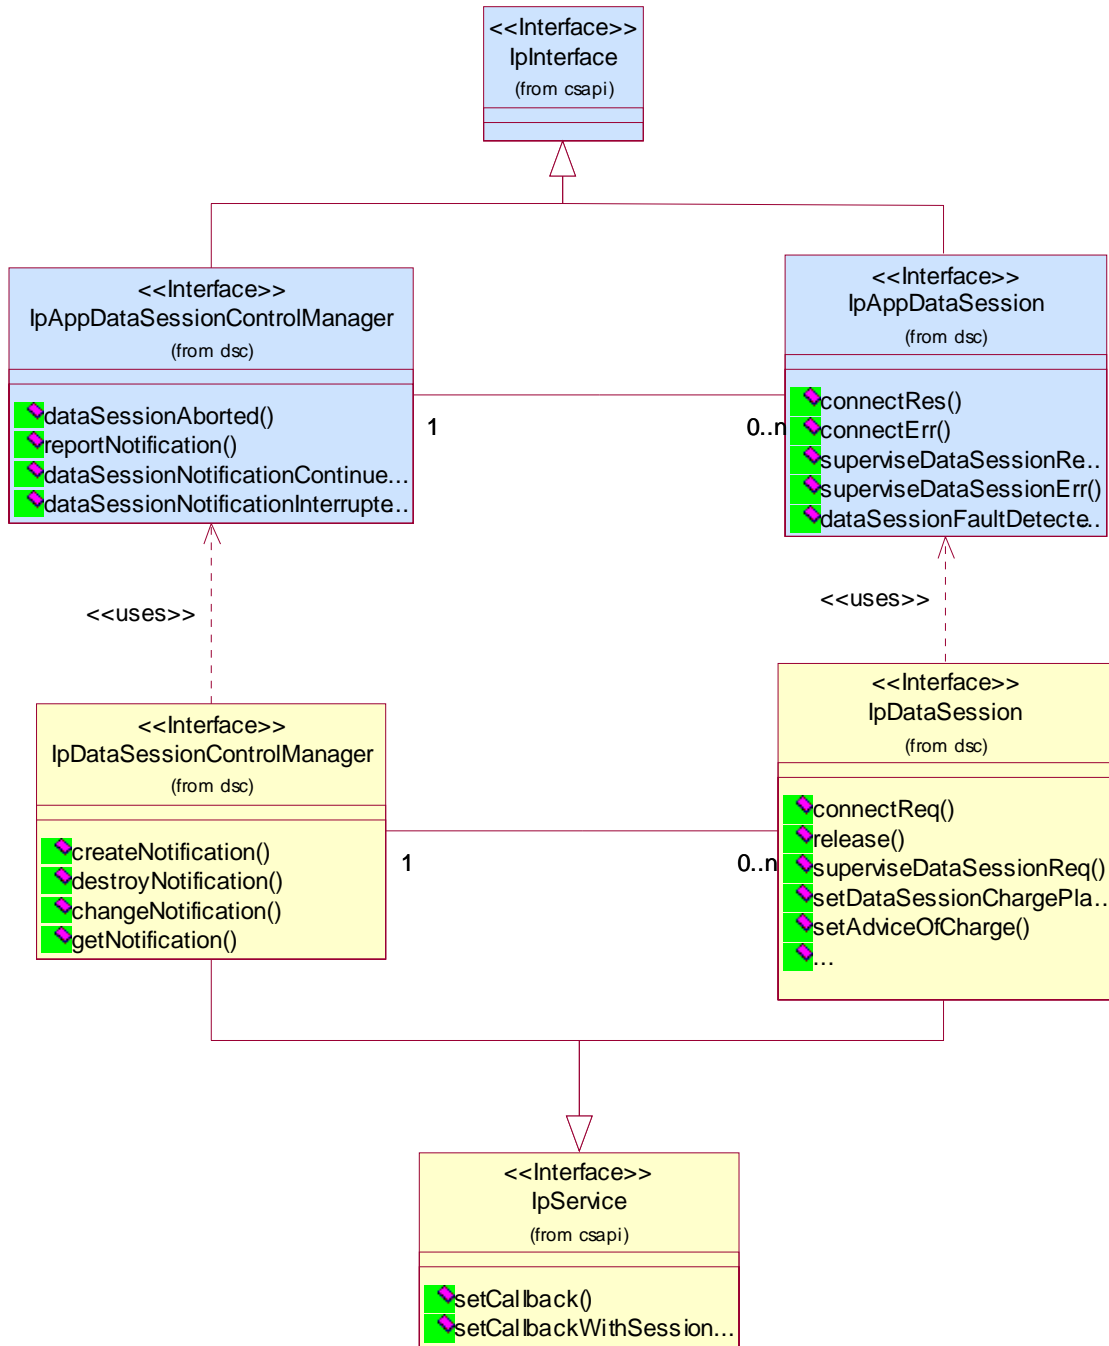 <<Interface>>
IpInterface
(from csapi)
<<Interface>>
IpAppDataSessionControlManager
(from dsc)
dataSessionAborted()
reportNotification()
dataSessionNotificationContinue...
dataSessionNotificationInterrupte...
<<Interface>>
IpAppDataSession
(from dsc)
connectRes()
connectErr()
superviseDataSessionRe..
superviseDataSessionErr()
dataSessionFaultDetecte..
1
0..n
<<uses>>
<<uses>>
<<Interface>>
IpDataSessionControlManager
(from dsc)
createNotification()
destroyNotification()
changeNotification()
getNotification()
<<Interface>>
IpDataSession
(from dsc)
connectReq()
release()
superviseDataSessionReq()
setDataSessionChargePla...
setAdviceOfCharge()
...
1
0..n
<<Interface>>
IpService
(from csapi)
setCallback()
setCallbackWithSession...